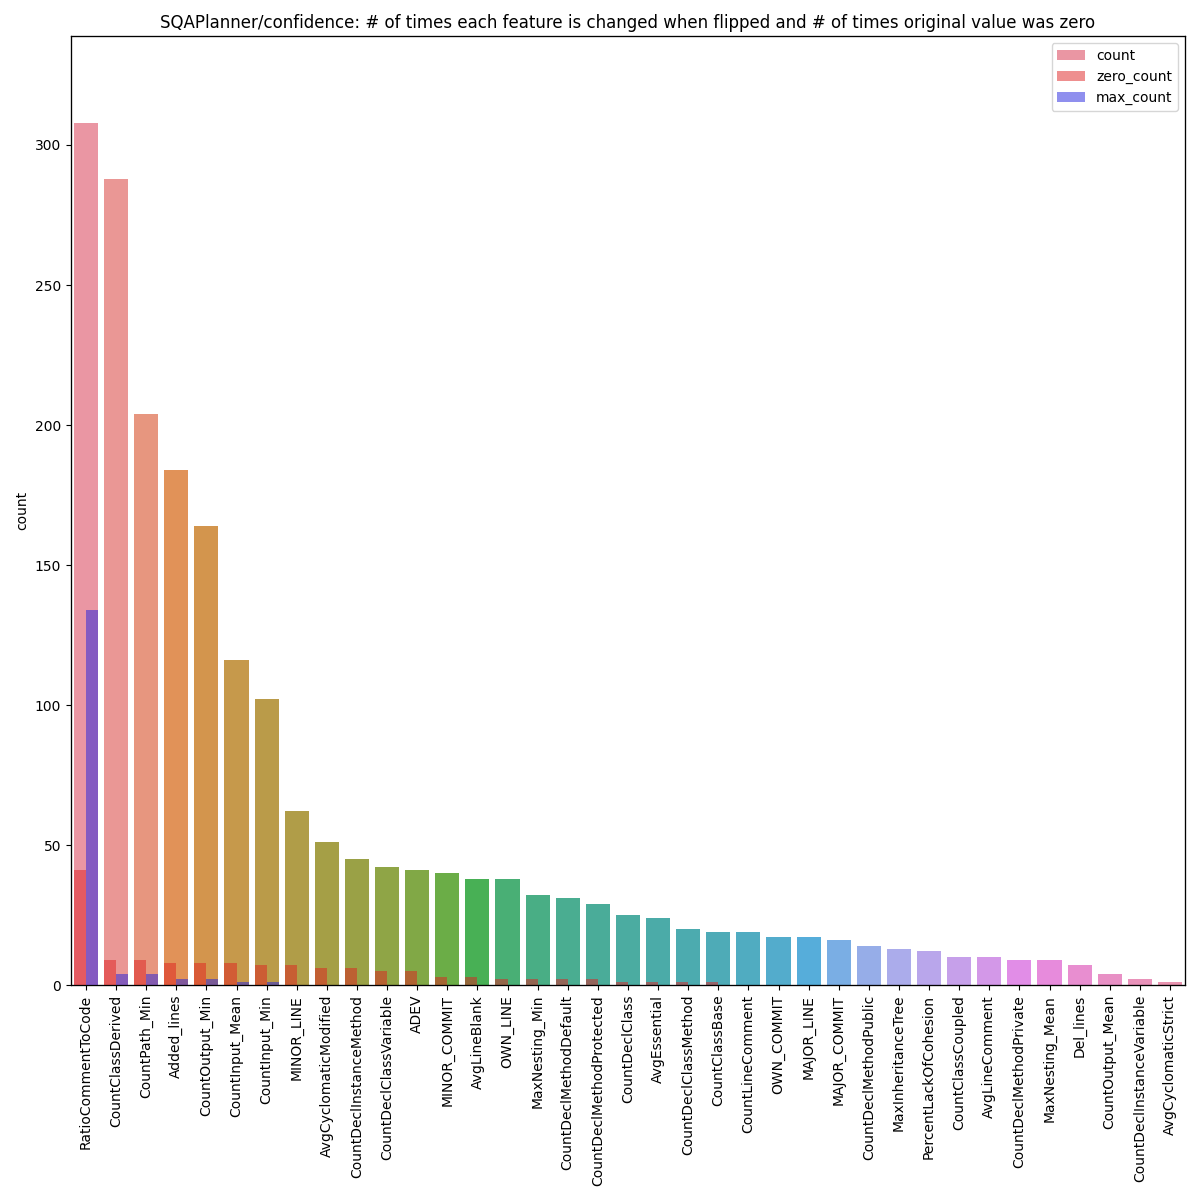 SQAPlanner/confidence: # of times each feature is changed when flipped and # of times original value was zero
count
zero_count
max_count
300
250
200
150
100
50
0
count
RatioCommentToCode
CountClassDerived
CountPath_Min
Added_lines
CountOutput_Min
CountInput_Mean
CountInput_Min
MINOR_LINE
AvgCyclomaticModified
CountDeclInstanceMethod
CountDeclClassVariable
ADEV
MINOR_COMMIT
AvgLineBlank
OWN_LINE
MaxNesting_Min
CountDeclMethodDefault
CountDeclMethodProtected
CountDeclClass
AvgEssential
CountDeclClassMethod
CountClassBase
CountLineComment
OWN_COMMIT
MAJOR_LINE
MAJOR_COMMIT
CountDeclMethodPublic
MaxInheritanceTree
PercentLackOfCohesion
CountClassCoupled
AvgLineComment
CountDeclMethodPrivate
MaxNesting_Mean
Del_lines
CountOutput_Mean
CountDeclInstanceVariable
AvgCyclomaticStrict